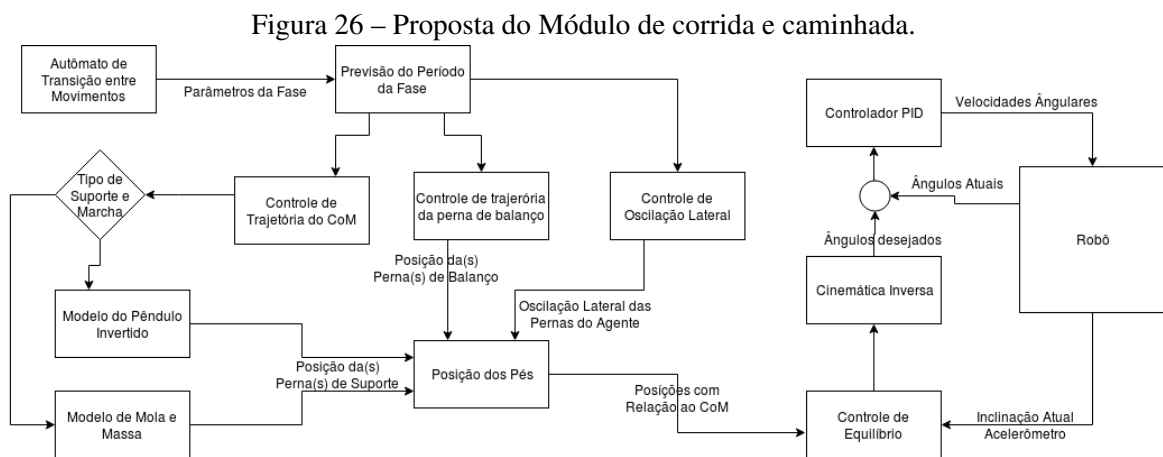 Figura 26 – Proposta do Módulo de corrida e caminhada.
Autômato de
Transição entre
Movimentos
Parâmetros da Fase
Previsão do Período
da Fase
Controlador PID
Velocidades Ângulares
Tipo de
Suporte e
Marcha
Controle de
Trajetória do CoM
Controle de trajerória
da perna de balanço
Controle de
Oscilação Lateral
Ângulos Atuais
Robô
Ângulos desejados
Posição da(s)
Perna(s) de Balanço
Cinemática Inversa
Modelo do Pêndulo
Invertido
Oscilação Lateral das
Pernas do Agente
Posição da(s)
Perna(s) de Suporte
Posição dos Pés
Posições com
Relação ao CoM
Modelo de Mola e
Massa
Controle de
Equilíbrio
Inclinação Atual
Acelerômetro